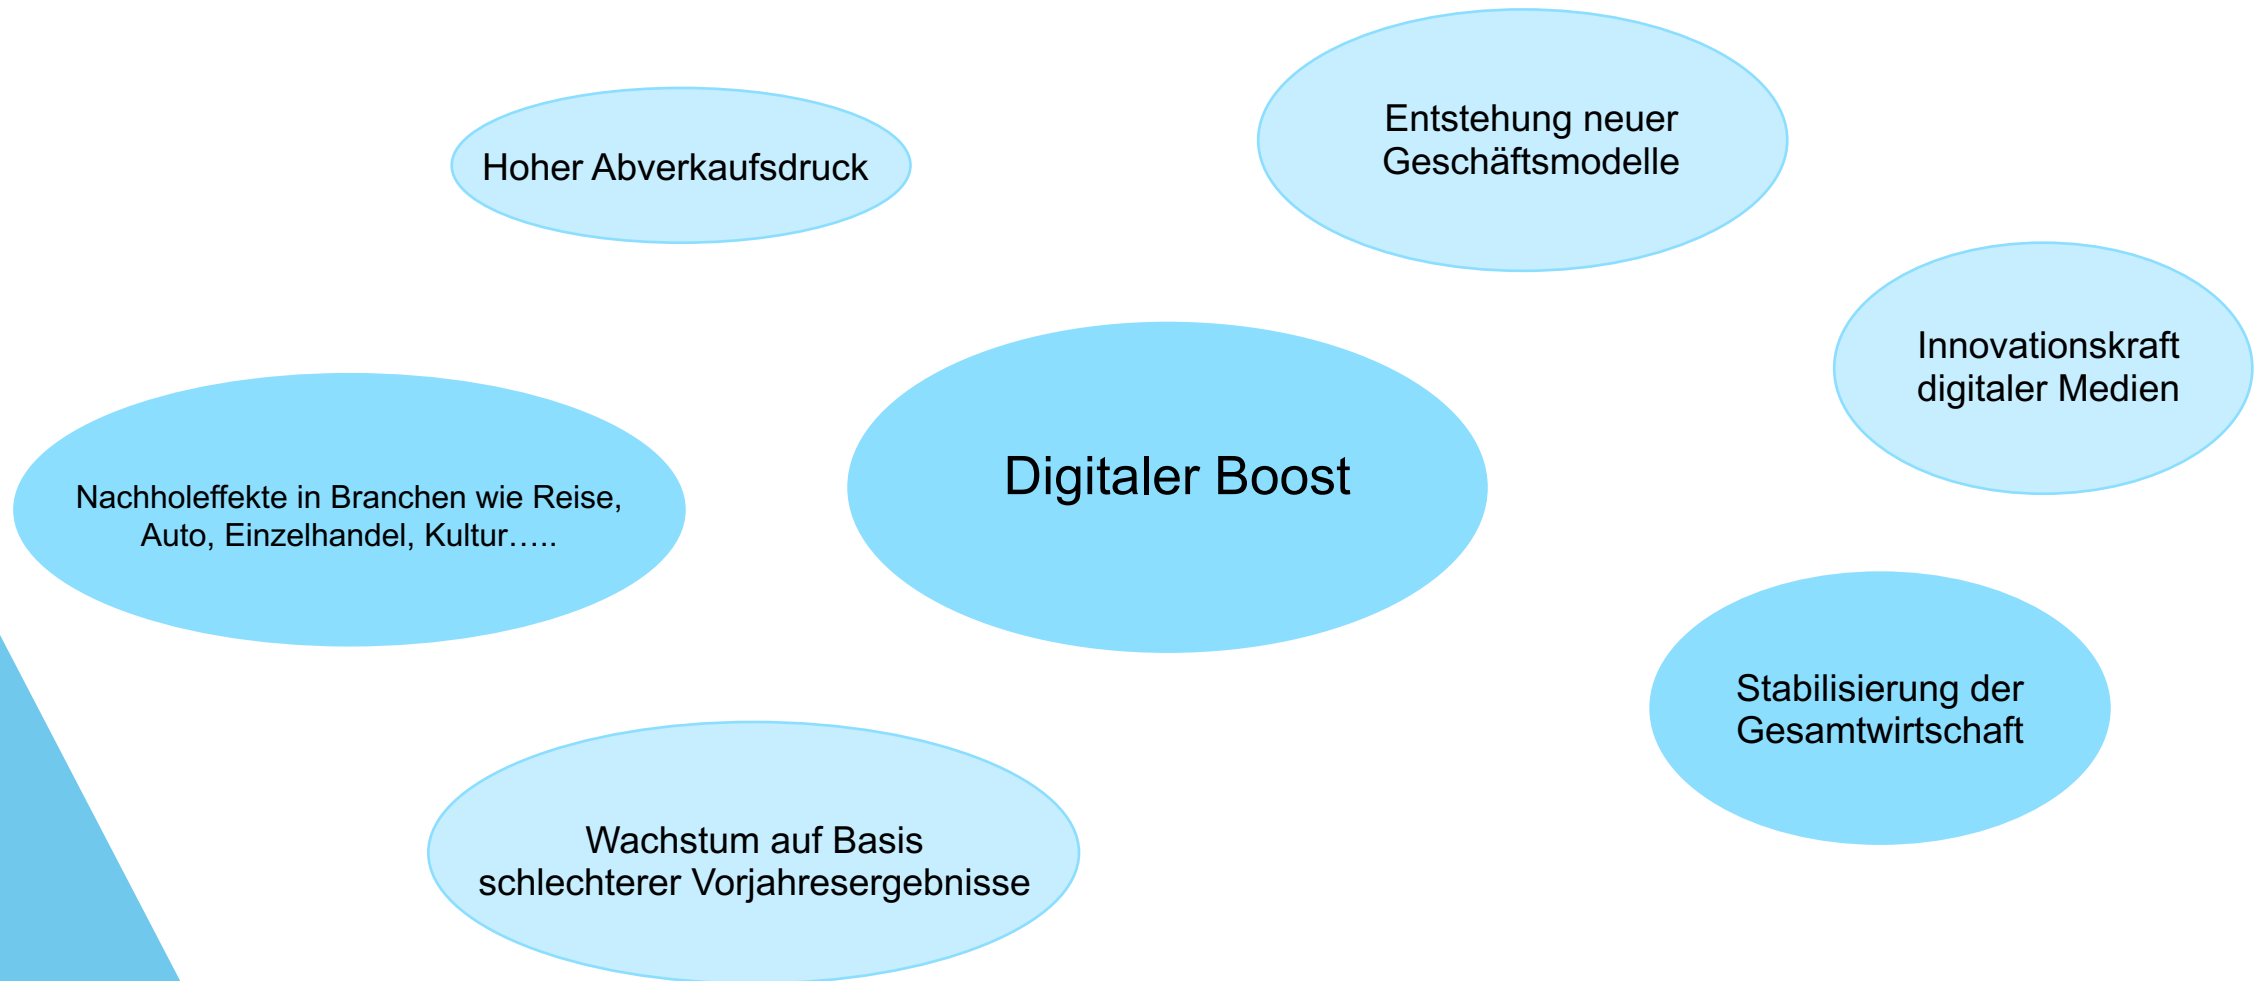 Entstehung neuer
Geschäftsmodelle
Hoher Abverkaufsdruck
Innovationskraft
digitaler Medien
Digitaler Boost
Nachholeffekte in Branchen wie Reise,
Auto, Einzelhandel, Kultur…..
Stabilisierung der
Gesamtwirtschaft
Wachstum auf Basis
schlechterer Vorjahresergebnisse